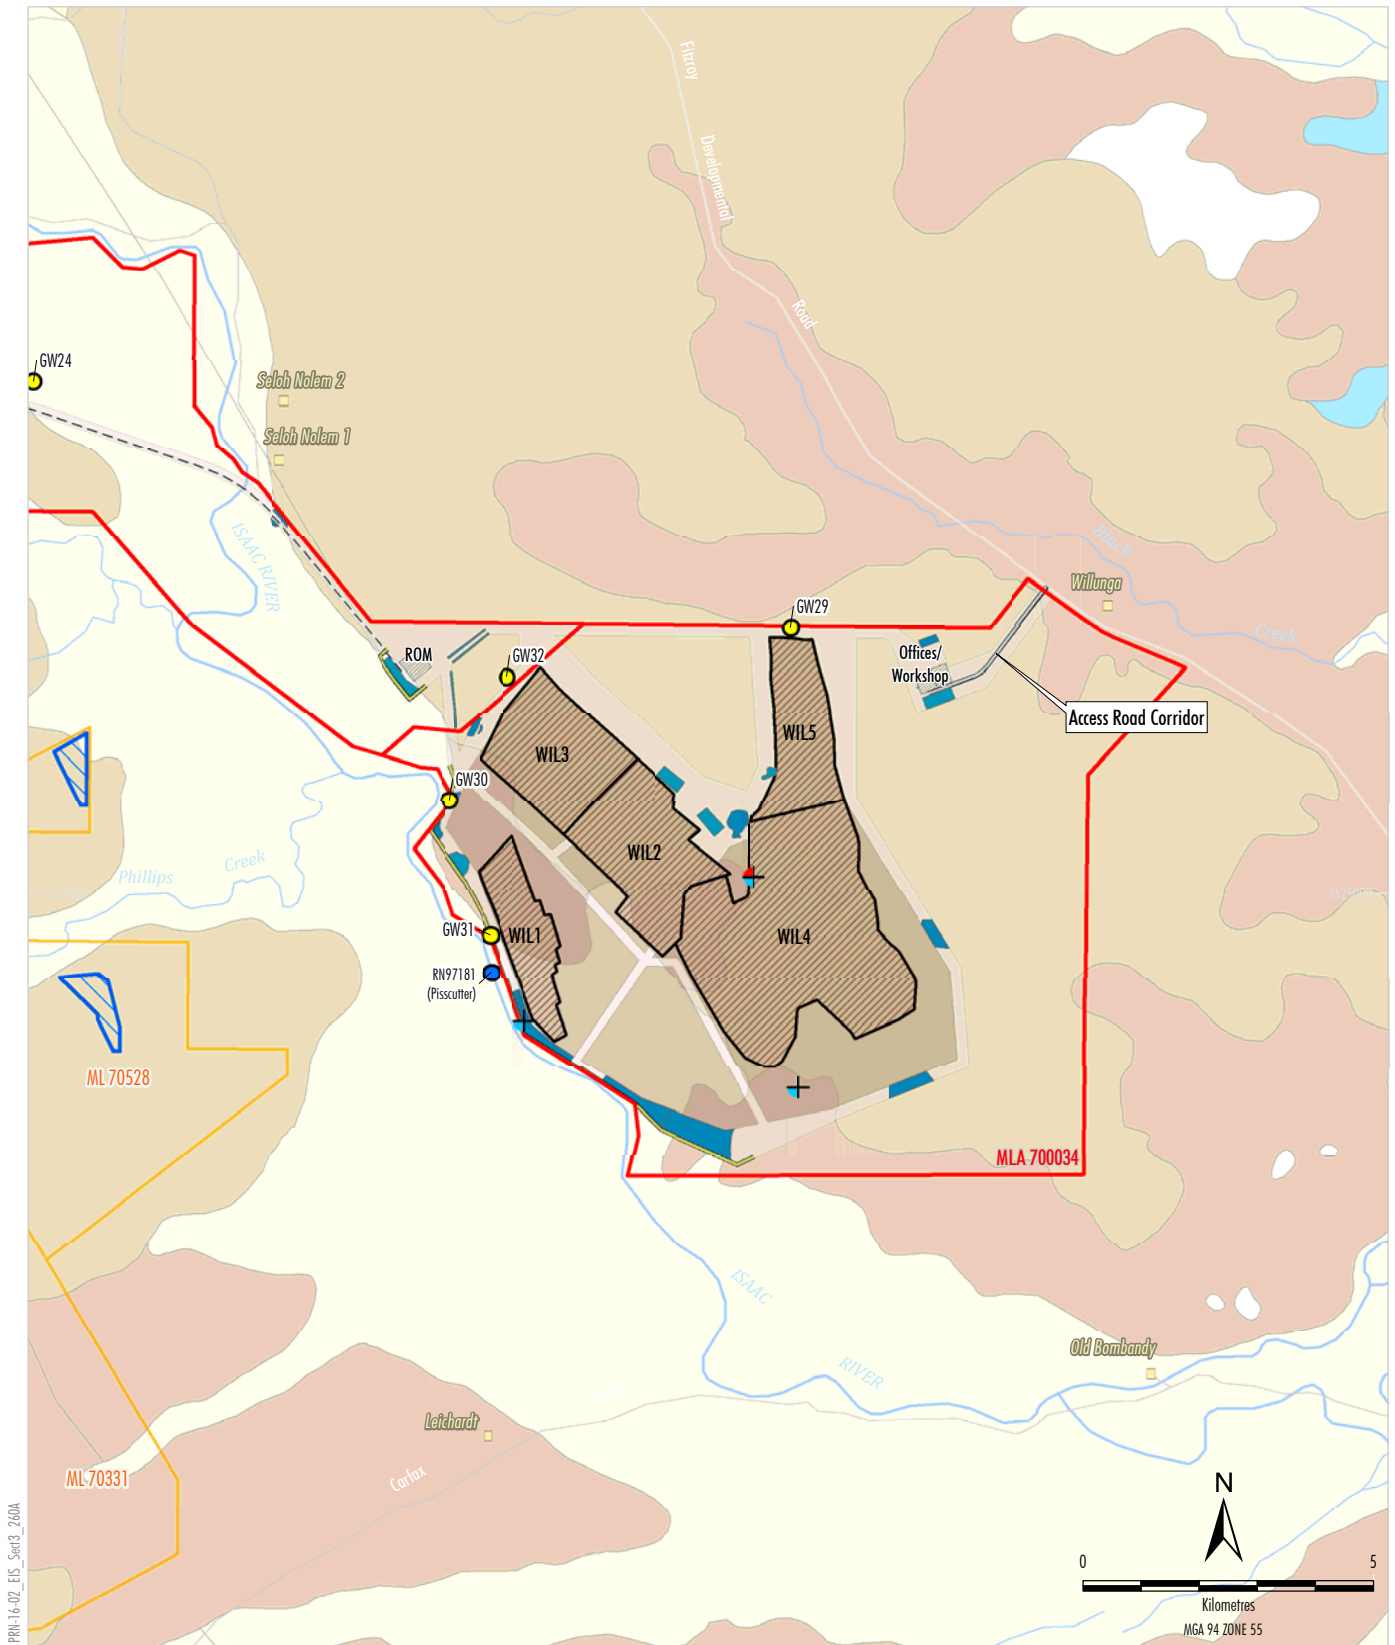 Fitzroy
Developmental
Road
GW24
Seloh Nolem 2
Seloh Nolem 1
ISAAC RIVER
Black
Creek
Willunga
GW29
ROM
GW32
Offices/
Workshop
Access Road Corridor
WIL5
WIL3
GW30
WIL2
Phillips
Creek
GW31
WIL1
WIL4
RN97181
(Pisscutter)
ML 70528
MLA 700034
ISAAC
RIVER
Old Bombandy
Leichardt
Carfax
ML 70331
N
0 5
Kilometres
MGA 94 ZONE 55
PRN-16-02_EIS_Sect3_260A